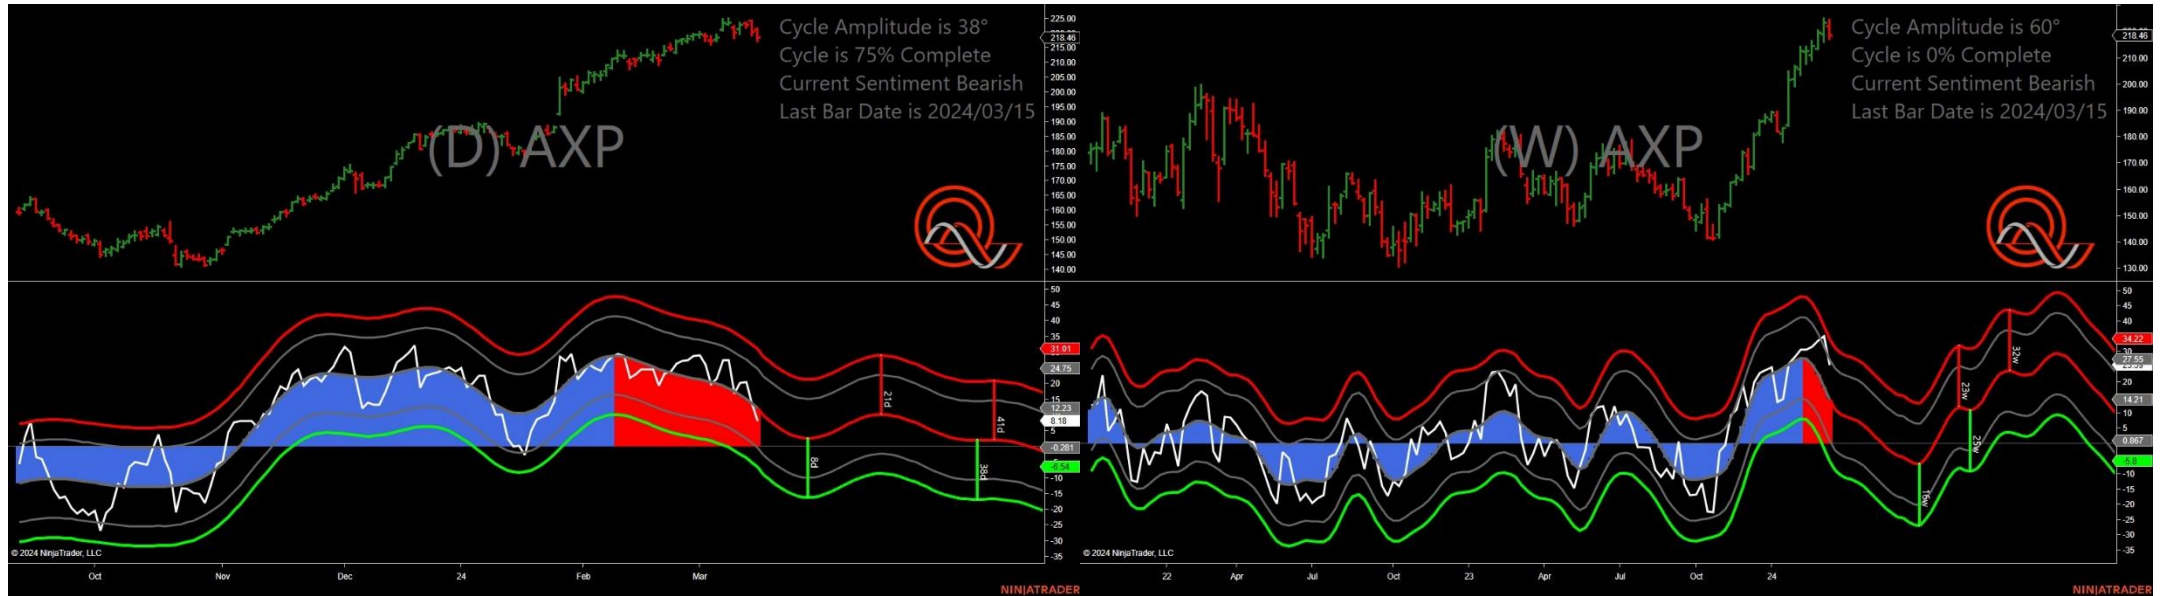 Cycle Amplitude is 38°
Cycle is 75% Complete
Current Sentiment Bearish
Last Bar Date is 2024/03/15
(D) AXP
225.00
218.46
215.00
210.00
205.00
200.00
195.00
190.00
185.00
180.00
175.00
170.00
165.00
160.00
155.00
150.00
145.00
140.00
50
45
40
35
31.01
24.75
20
15
12.23
8.18
5
-0.281
-6.54
-10
-15
-20
-25
-30
-35
8d
21d
38d
41d
© 2024 NinjaTrader, LLC
Oct
Nov
Dec
24
Feb
Mar
NINJATRADER
Cycle Amplitude is 60°
Cycle is 0% Complete
Current Sentiment Bearish
Last Bar Date is 2024/03/15
(W) AXP
218.46
210.00
200.00
190.00
180.00
170.00
160.00
150.00
140.00
130.00
50
45
40
34.22
30
27.55
20
14.21
10
5
0.867
-5.8
-10
-15
-20
-25
-30
-35
23w
32w
25w
© 2024 NinjaTrader, LLC
22
Apr
Jul
Oct
23
Apr
Jul
Oct
24
NINJATRADER